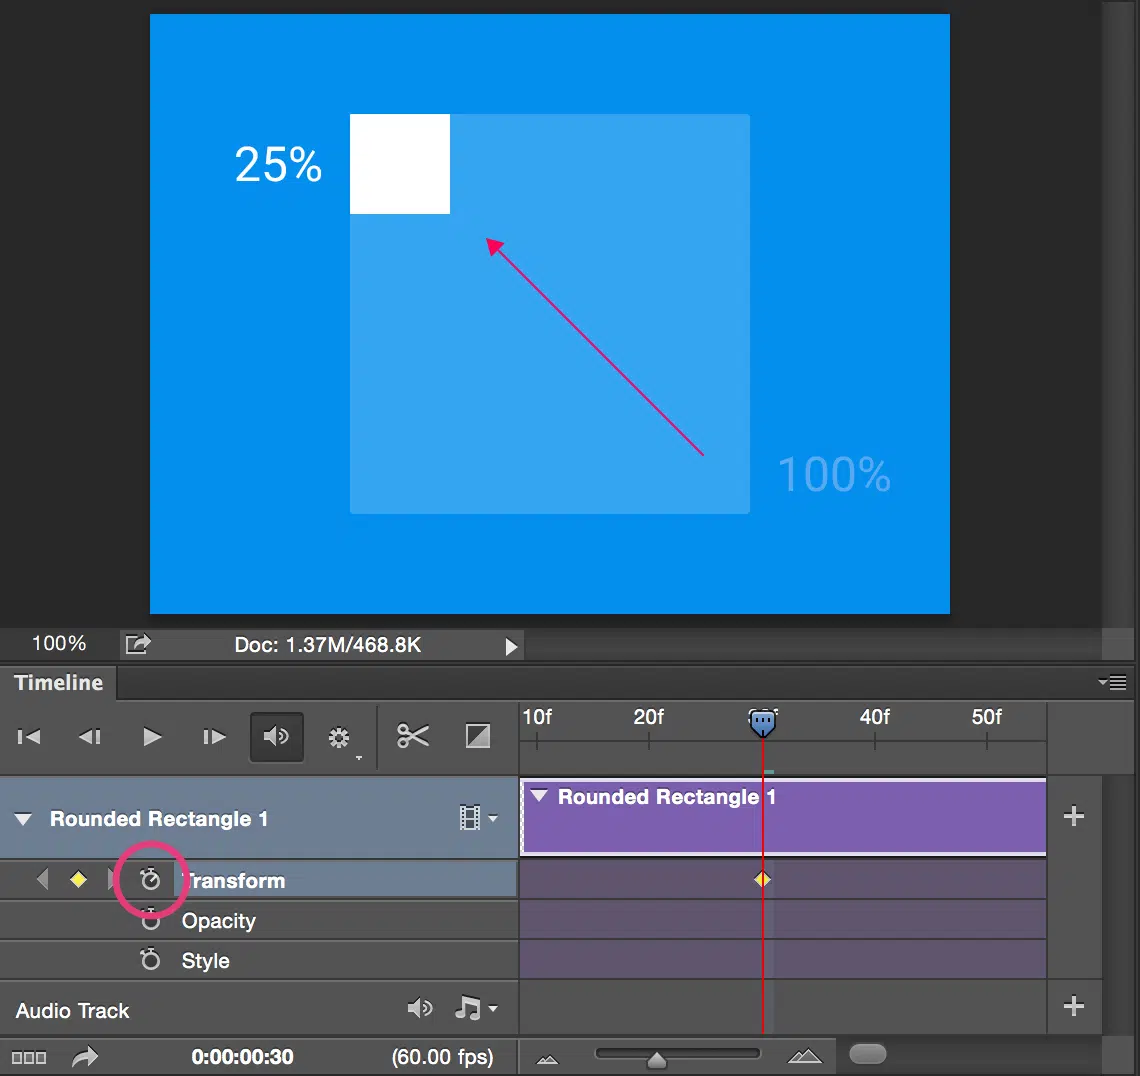 25%
100%
100%
Doc: 1.37M/468.8K
Timeline
10f 20f 40f 50f
Rounded Rectangle 1
Rounded Rectangle 1
Transform
Opacity
Style
Audio Track
0:00:00:30 (60.00 fps)